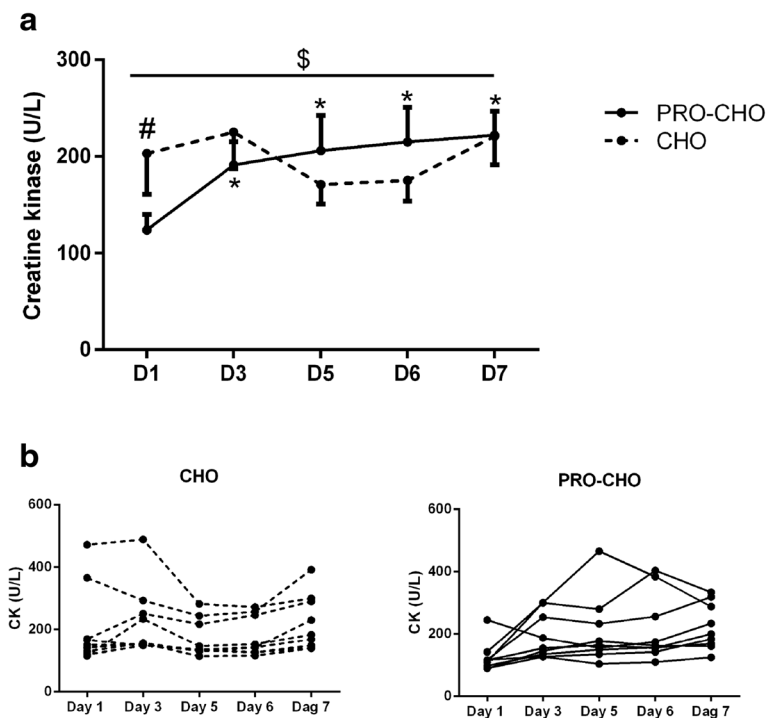 a
$
300
200
100
0
Creatine kinase (U/L)
#
*
*
*
*
PRO-CHO
CHO
D1 D3 D5 D6 D7
b
CHO
600
400
200
0
CK (U/L)
Day 1 Day 3 Day 5 Day 6 Dag 7
PRO-CHO
600
400
200
0
CK (U/L)
Day 1 Day 3 Day 5 Day 6 Dag 7